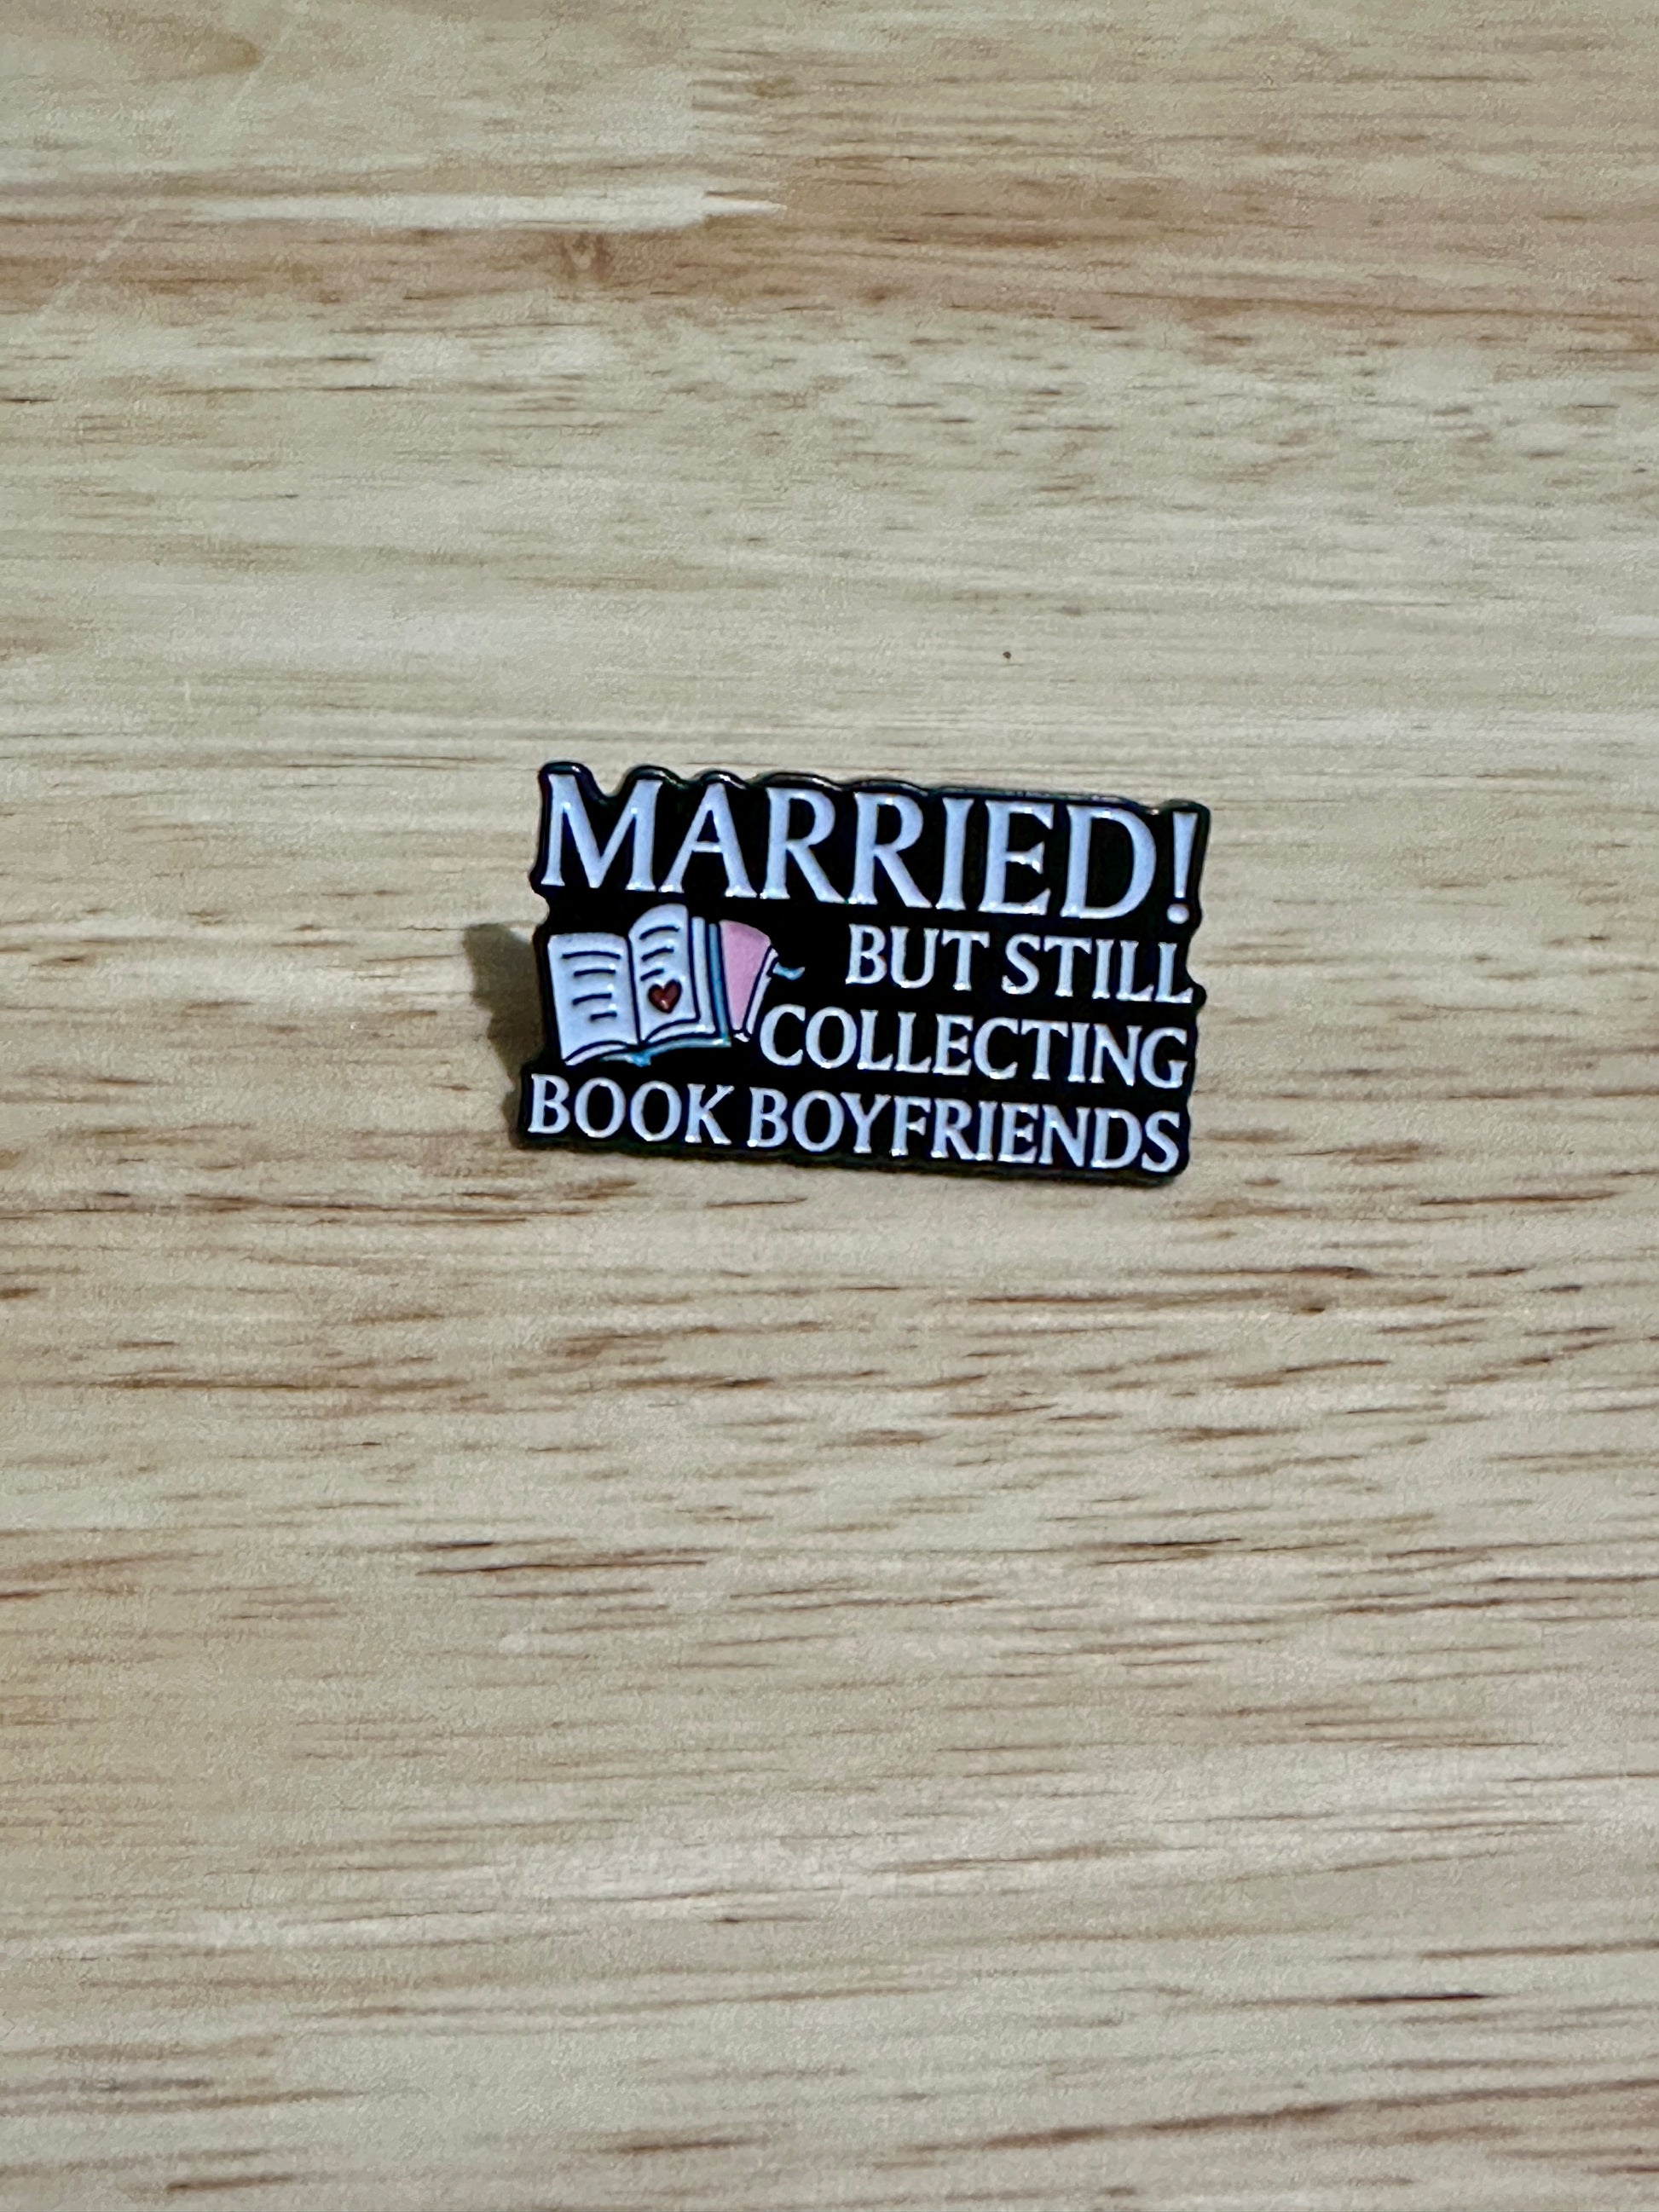 MARRIED!
BUT STILL
COLLECTING
BOOK BOYFRIENDS